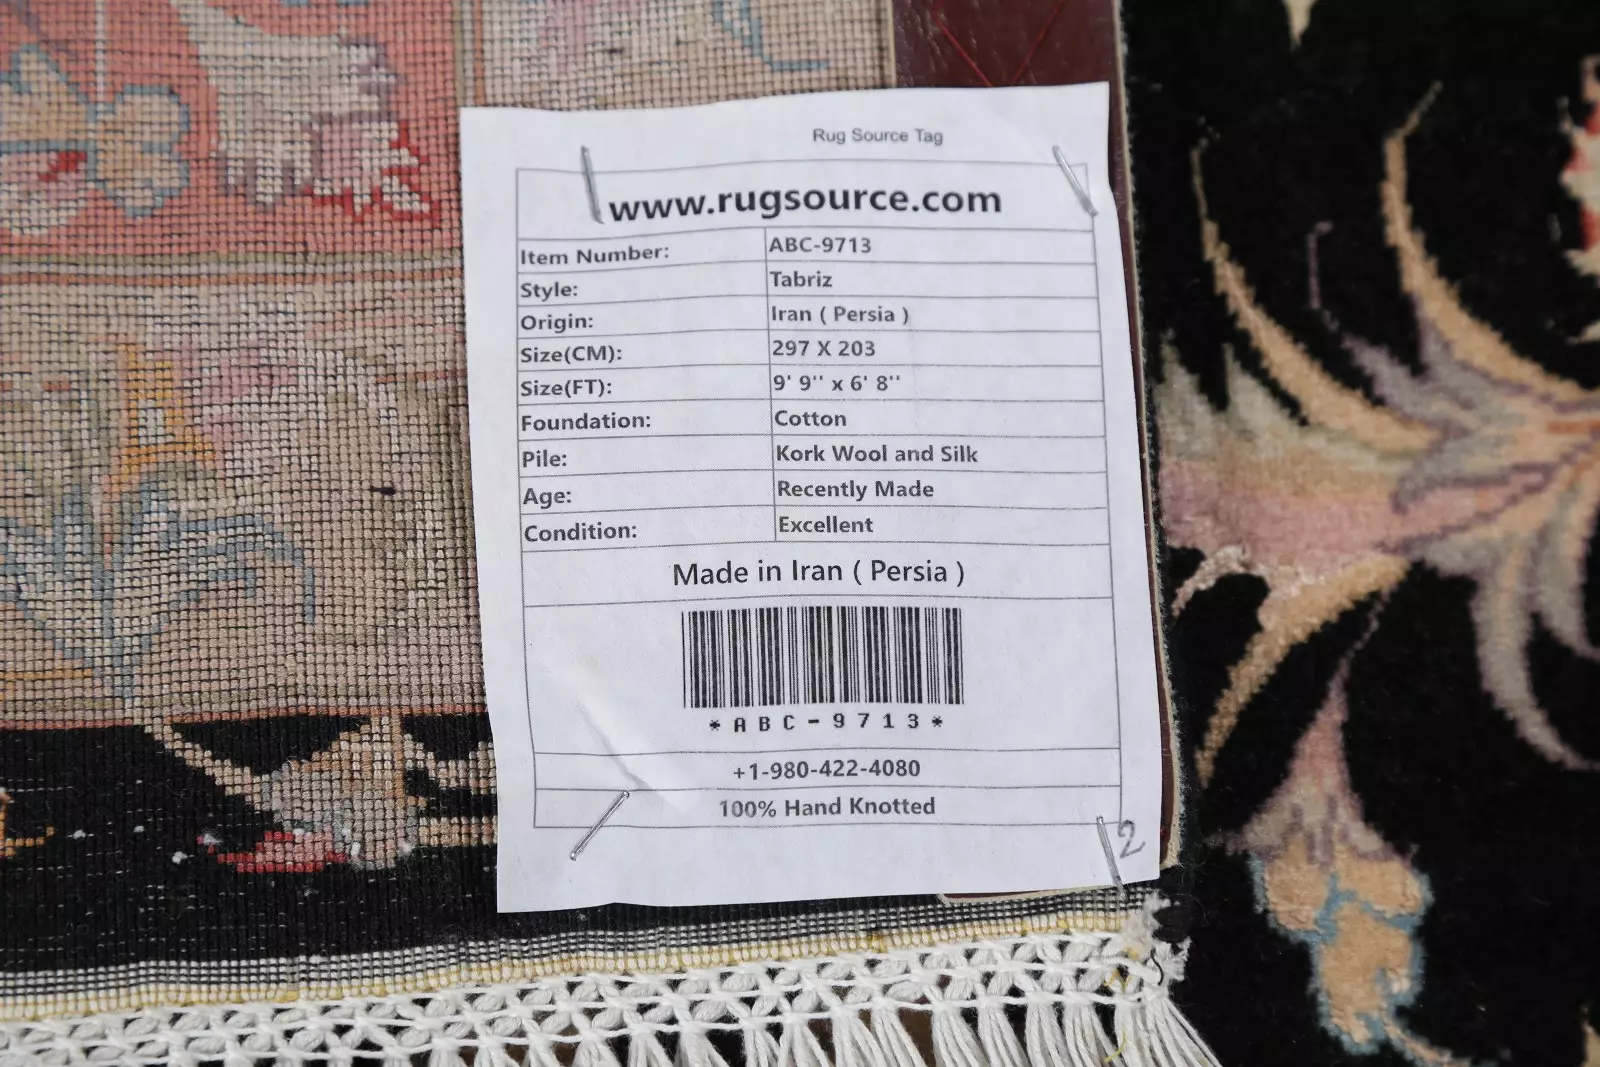 Rug Source Tag
www.rugsource.com
Item Number: ABC-9713
Style: Tabriz
Origin: Iran ( Persia )
Size(CM): 297 X 203
Size(FT): 9' 9'' x 6' 8''
Foundation: Cotton
Pile: Kork Wool and Silk
Age: Recently Made
Condition: Excellent
Made in Iran ( Persia )
*ABC-9713*
+1-980-422-4080
100% Hand Knotted
2